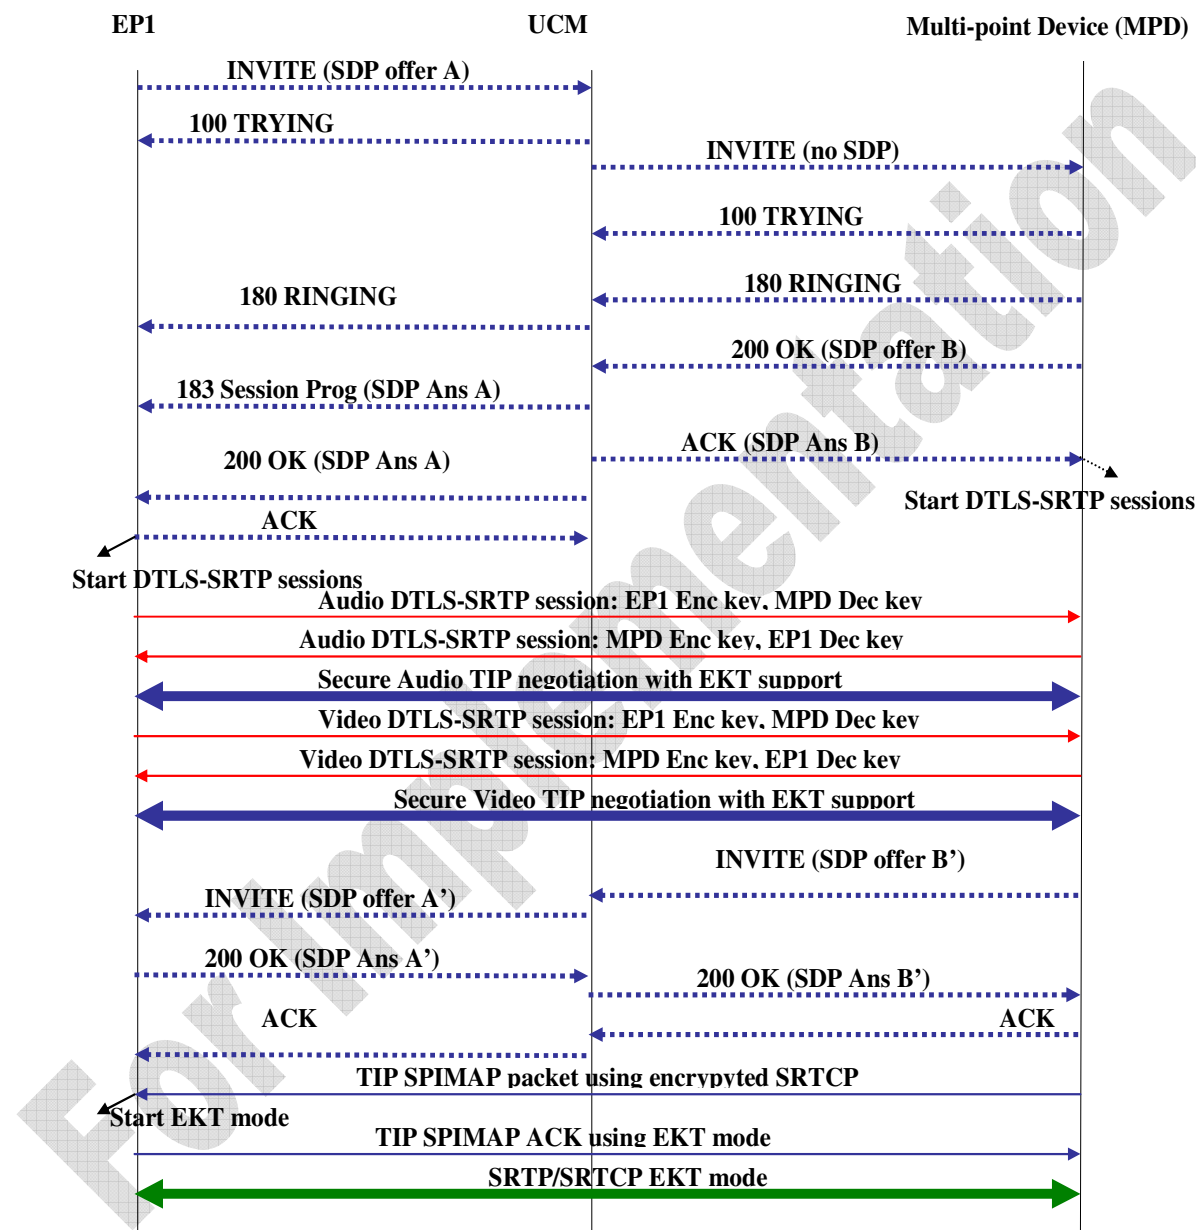 EP1
UCM
Multi-point Device (MPD)
INVITE (SDP offer A)
100 TRYING
INVITE (no SDP)
100 TRYING
180 RINGING
180 RINGING
200 OK (SDP offer B)
183 Session Prog (SDP Ans A)
ACK (SDP Ans B)
200 OK (SDP Ans A)
Start DTLS-SRTP sessions
ACK
Start DTLS-SRTP sessions
Audio DTLS-SRTP session: EP1 Enc key, MPD Dec key
Audio DTLS-SRTP session: MPD Enc key, EP1 Dec key
Secure Audio TIP negotiation with EKT support
Video DTLS-SRTP session: EP1 Enc key, MPD Dec key
Video DTLS-SRTP session: MPD Enc key, EP1 Dec key
Secure Video TIP negotiation with EKT support
INVITE (SDP offer B’)
INVITE (SDP offer A’)
200 OK (SDP Ans A’)
200 OK (SDP Ans B’)
ACK
ACK
TIP SPIMAP packet using encrypyted SRTCP
Start EKT mode
TIP SPIMAP ACK using EKT mode
SRTP/SRTCP EKT mode
For Implementation